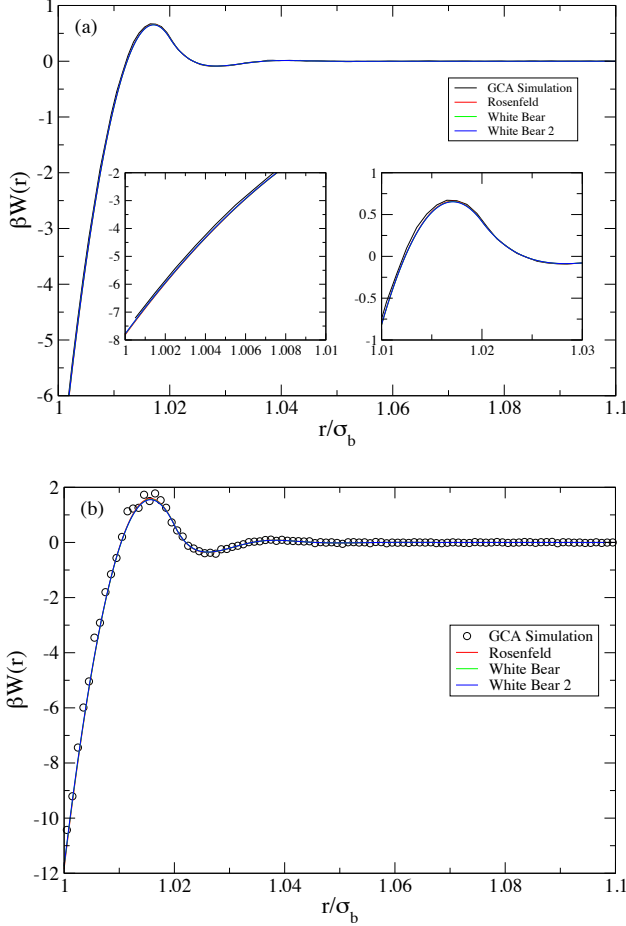 (a)
1
0
-1
-2
-3
-4
-5
-6
βW(r)
GCA Simulation
Rosenfeld
White Bear
White Bear 2
-2
-3
-4
-5
-6
-7
-8
1 1.002 1.004 1.006 1.008 1.01
1
0.5
0
-0.5
-1
1.01 1.02 1.03
1 1.02 1.04 1.06 1.08 1.1
r/σb
(b)
2
0
-2
-4
-6
-8
-10
-12
βW(r)
GCA Simulation
Rosenfeld
White Bear
White Bear 2
1 1.02 1.04 1.06 1.08 1.1
r/σb